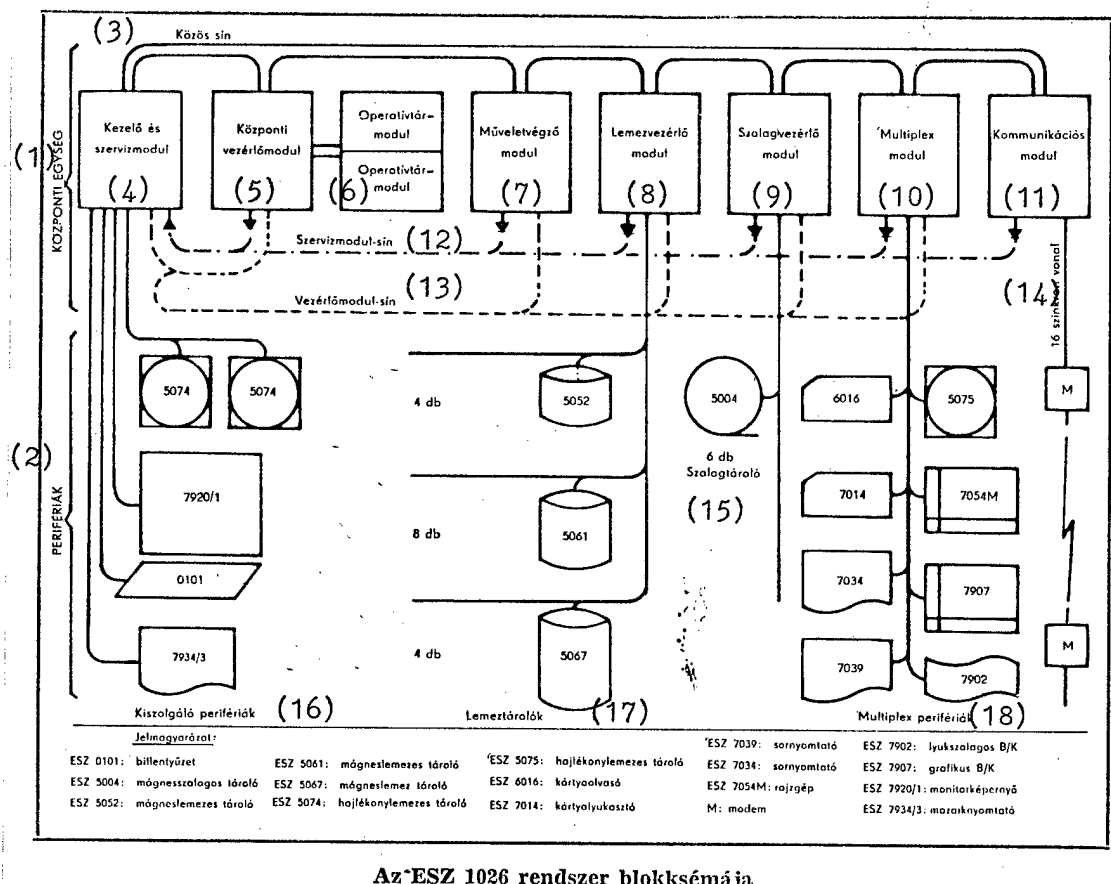 (3)
Közös sín
KÖZPONTI EGYSÉG
(1)
Kezelő és
szervizmodul
(4)
Központi
vezérlőmodul
(5)
Operatívtár-
modul
Operatívtár-
modul
(6)
Műveletvégző
modul
(7)
Lemezvezérlő
modul
(8)
Szalagvezérlő
modul
(9)
Multiplex
modul
(10)
Kommunikációs
modul
(11)
Szervizmodul-sín
(12)
Vezérlőmodul-sín
(13)
(14)
16 szinkron vonal
PERIFÉRIÁK
(2)
5074
5074
7920/1
0101
7934/3
Kiszolgáló perifériák
(16)
4 db
5052
8 db
5061
4 db
5067
Lemeztárolók
(17)
5004
6 db
Szalagtároló
(15)
6016
5075
7014
7054M
7034
7907
7039
7902
Multiplex perifériák
(18)
M
M
Jelmagyarázat:
ESZ 0101: billentyűzet
ESZ 5004: mágnesszalagos tároló
ESZ 5052: mágneslemezes tároló
ESZ 5061: mágneslemezes tároló
ESZ 5067: mágneslemez tároló
ESZ 5074: hajlékonylemezes tároló
ESZ 5075: hajlékonylemezes tároló
ESZ 6016: kártyaolvasó
ESZ 7014: kártyalyukasztó
ESZ 7039: sornyomtató
ESZ 7034: sornyomtató
ESZ 7054M: rajzgép
M: modem
ESZ 7902: lyukszalagos B/K
ESZ 7907: grafikus B/K
ESZ 7920/1: monitorképernyő
ESZ 7934/3: mozaiknyomtató
Az ESZ 1026 rendszer blokksémája